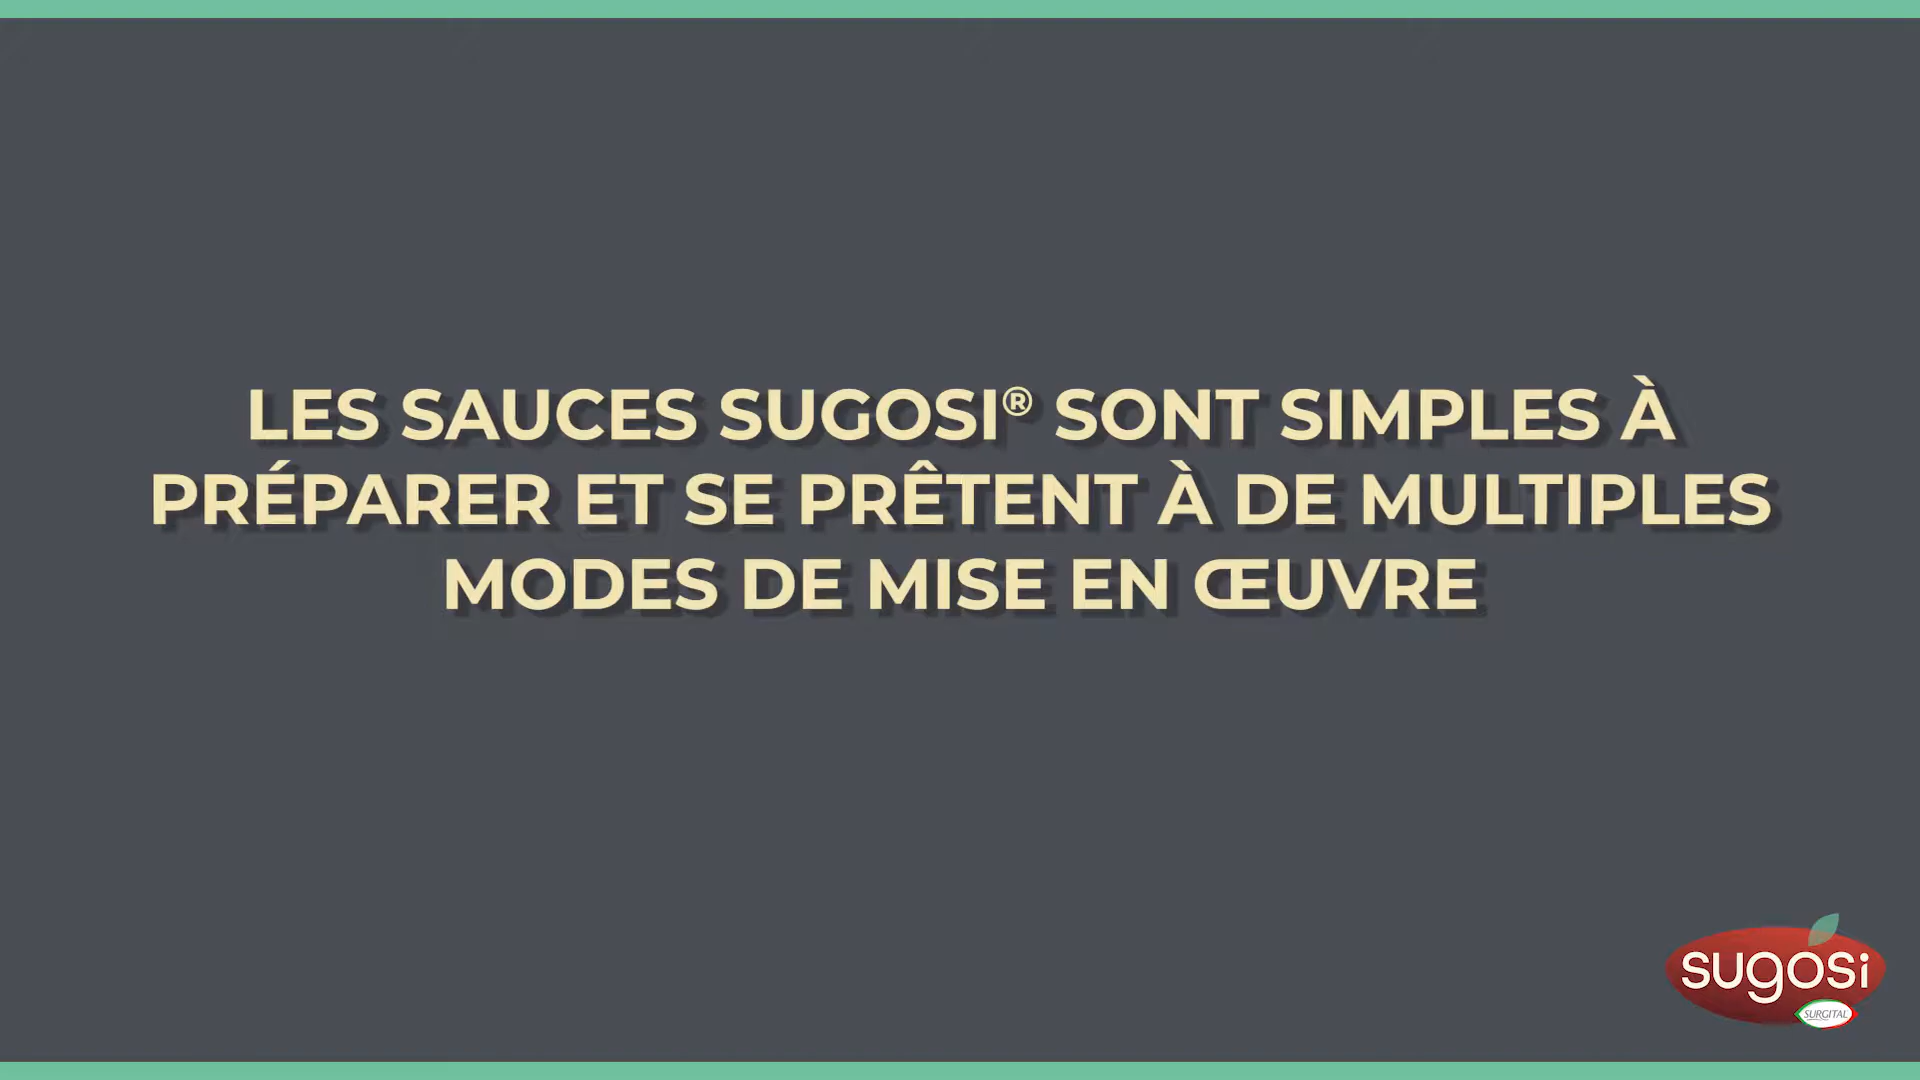 LES SAUCES SUGOSI® SONT SIMPLES À
PRÉPARER ET SE PRÊTENT À DE MULTIPLES
MODES DE MISE EN ŒUVRE
sugosi
SURGITAL